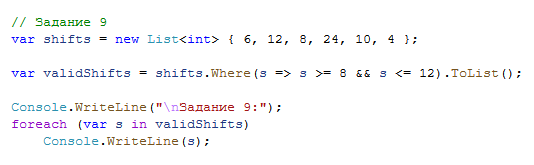 // Задание 9
var shifts = new List<int> { 6, 12, 8, 24, 10, 4 };
var validShifts = shifts.Where(s => s >= 8 && s <= 12).ToList();
Console.WriteLine("\nЗадание 9:");
foreach (var s in validShifts)
    Console.WriteLine(s);